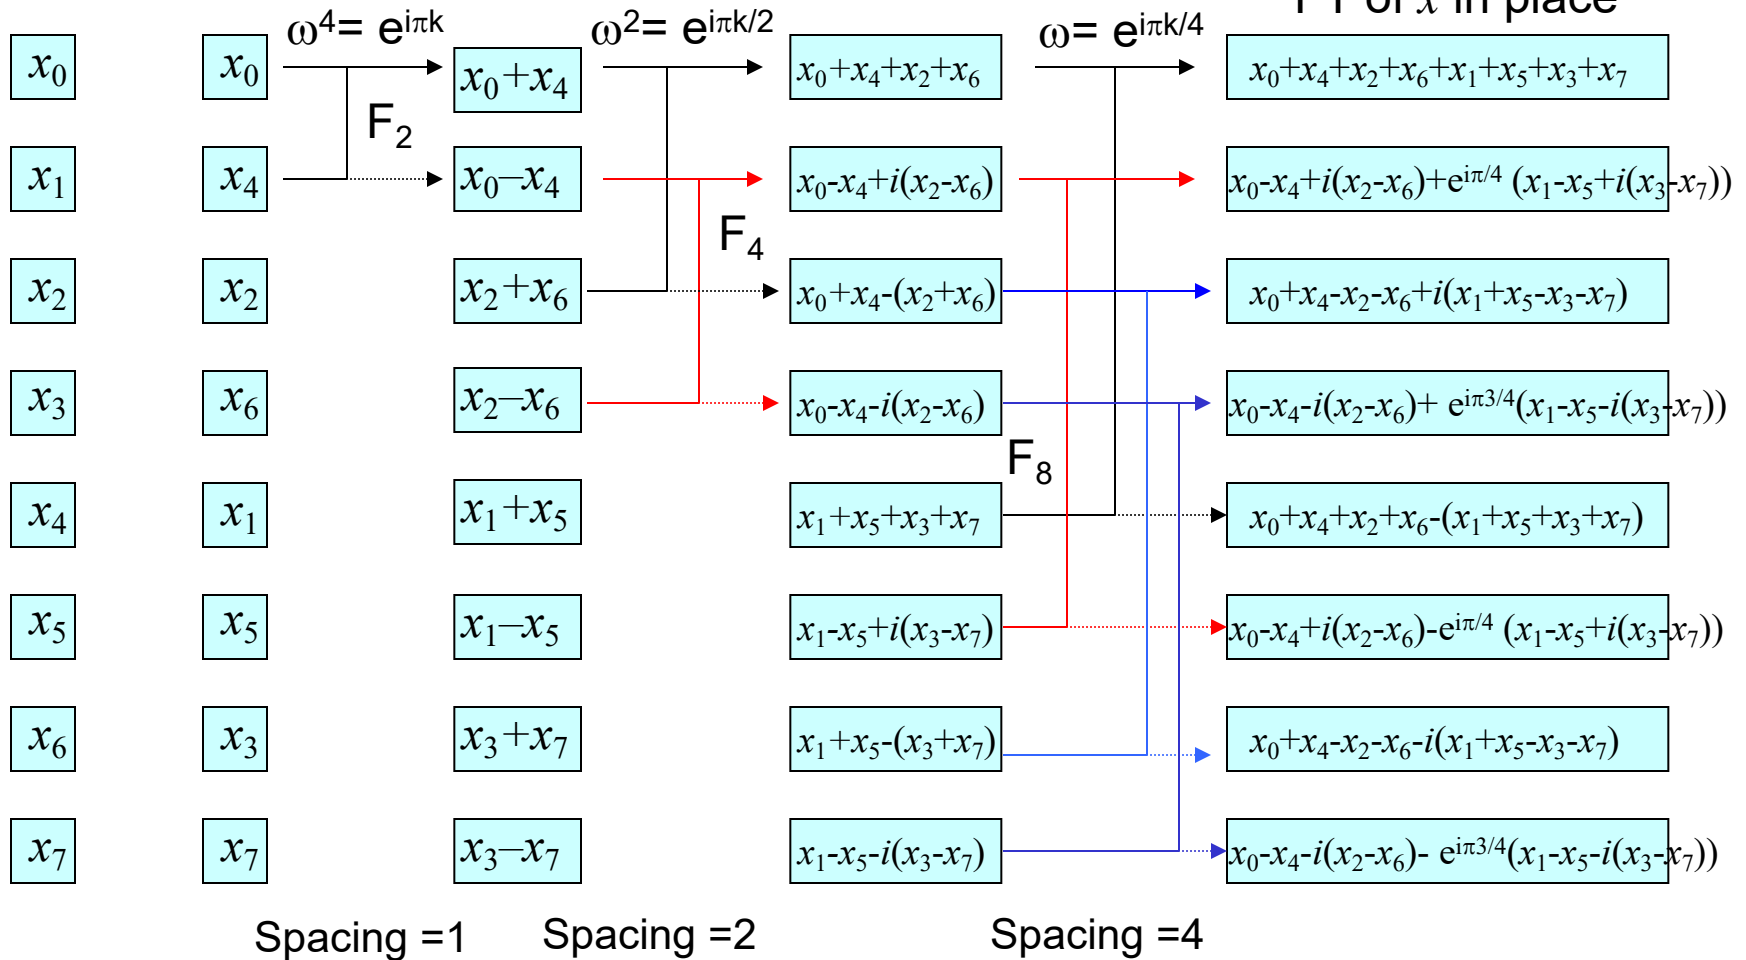 FT of x in place
ω⁴= e^iπk ω²= e^iπk/2 ω= e^iπk/4
x₀ x₀ x₀+x₄ x₀+x₄+x₂+x₆ x₀+x₄+x₂+x₆+x₁+x₅+x₃+x₇
F₂
x₁ x₄ x₀–x₄ x₀-x₄+i(x₂-x₆) x₀-x₄+i(x₂-x₆)+e^iπ/4 (x₁-x₅+i(x₃-x₇))
F₄
x₂ x₂ x₂+x₆ x₀+x₄-(x₂+x₆) x₀+x₄-x₂-x₆+i(x₁+x₅-x₃-x₇)
x₃ x₆ x₂–x₆ x₀-x₄-i(x₂-x₆) x₀-x₄-i(x₂-x₆)+ e^iπ3/4(x₁-x₅-i(x₃-x₇))
F₈
x₄ x₁ x₁+x₅ x₁+x₅+x₃+x₇ x₀+x₄+x₂+x₆-(x₁+x₅+x₃+x₇)
x₅ x₅ x₁–x₅ x₁-x₅+i(x₃-x₇) x₀-x₄+i(x₂-x₆)-e^iπ/4 (x₁-x₅+i(x₃-x₇))
x₆ x₃ x₃+x₇ x₁+x₅-(x₃+x₇) x₀+x₄-x₂-x₆-i(x₁+x₅-x₃-x₇)
x₇ x₇ x₃–x₇ x₁-x₅-i(x₃-x₇) x₀-x₄-i(x₂-x₆)- e^iπ3/4(x₁-x₅-i(x₃-x₇))
Spacing =1 Spacing =2 Spacing =4